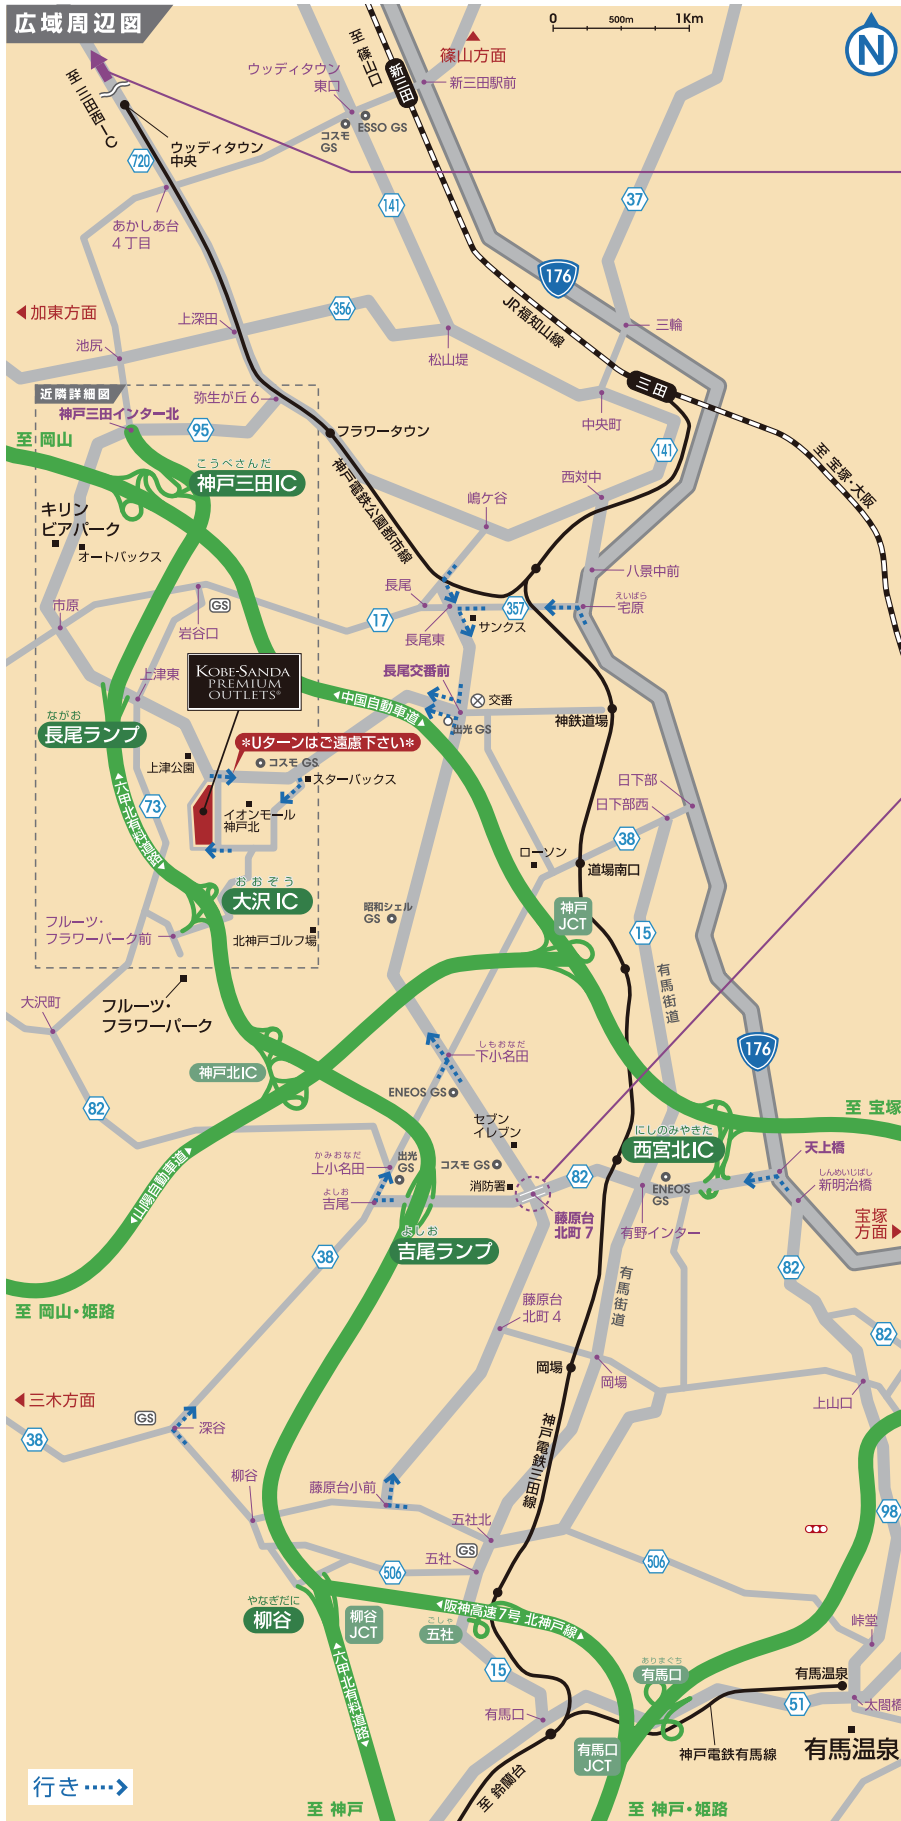 広域周辺図
0
500m
1Km
N
至 篠山口
篠山方面
新三田
新三田駅前
ウッディタウン
東口
コスモ
GS
ESSO GS
至 三田西IC
ウッディタウン
中央
720
141
37
あかしあ台
4丁目
176
JR福知山線
加東方面
上深田
356
三輪
池尻
松山堤
三田
近隣詳細図
弥生が丘6
中央町
神戸三田インター北
至 岡山
95
フラワータウン
141
至 宝塚・大阪
こうべさんだ
神戸三田IC
神戸電鉄公園都市線
西対中
嶋ケ谷
キリン
ビアパーク
オートバックス
八景中前
長尾
えいばら
宅原
市原
GS
17
357
岩谷口
長尾東
サンクス
KOBE-SANDA
PREMIUM
OUTLETS®
上津東
長尾交番前
中国自動車道
交番
出光 GS
神鉄道場
ながお
長尾ランプ
*Uターンはご遠慮下さい*
上津公園
コスモ GS
スターバックス
日下部
六甲北有料道路
73
イオンモール
神戸北
日下部西
38
ローソン
道場南口
おおぞう
大沢 IC
昭和シェル
GS
神戸
JCT
15
フルーツ・
フラワーパーク前
北神戸ゴルフ場
有馬街道
大沢町
フルーツ・
フラワーパーク
176
しもおなだ
下小名田
神戸北IC
ENEOS GS
82
セブン
イレブン
至 宝塚
にしのみやきた
西宮北IC
かみおなだ
上小名田
出光
GS
コスモ GS
天上橋
82
消防署
しんめいじばし
新明治橋
よしお
吉尾
ENEOS
GS
山陽自動車道
藤原台
北町 7
有野インター
宝塚
方面
よしお
吉尾ランプ
38
82
有馬街道
至 岡山・姫路
藤原台
北町 4
82
岡場
岡場
三木方面
上山口
GS
38
深谷
神戸電鉄三田線
柳谷
藤原台小前
98
五社北
五社
GS
506
506
やなぎだに
柳谷
柳谷
JCT
阪神高速7号 北神戸線
ごしゃ
五社
峠堂
六甲北有料道路
15
ありまぐち
有馬口
有馬温泉
51
太閤橋
有馬口
有馬口
JCT
神戸電鉄有馬線
有馬温泉
行き
至 鈴蘭台
至 神戸
至 神戸・姫路